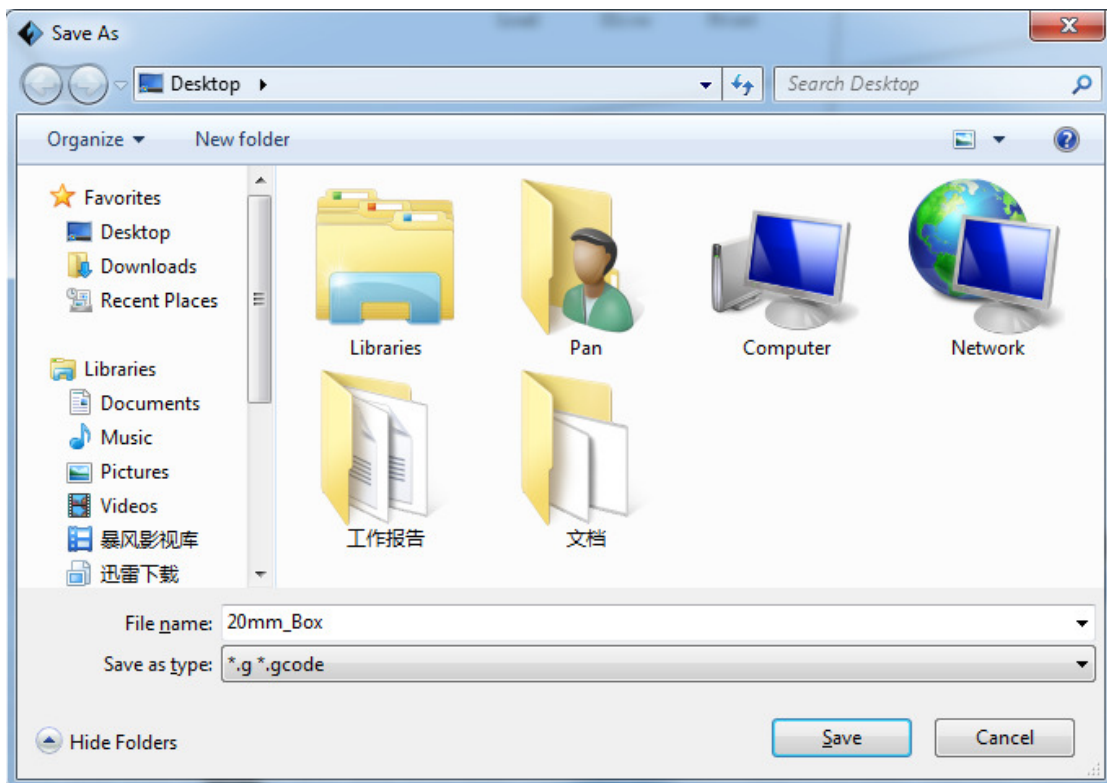 Save As
Desktop
Search Desktop
Organize
New folder
Favorites
Desktop
Downloads
Recent Places
Libraries
Documents
Music
Pictures
Videos
暴风影视库
迅雷下载
Libraries
Pan
Computer
Network
工作报告
文档
File name: 20mm_Box
Save as type: *.g *.gcode
Hide Folders
Save
Cancel